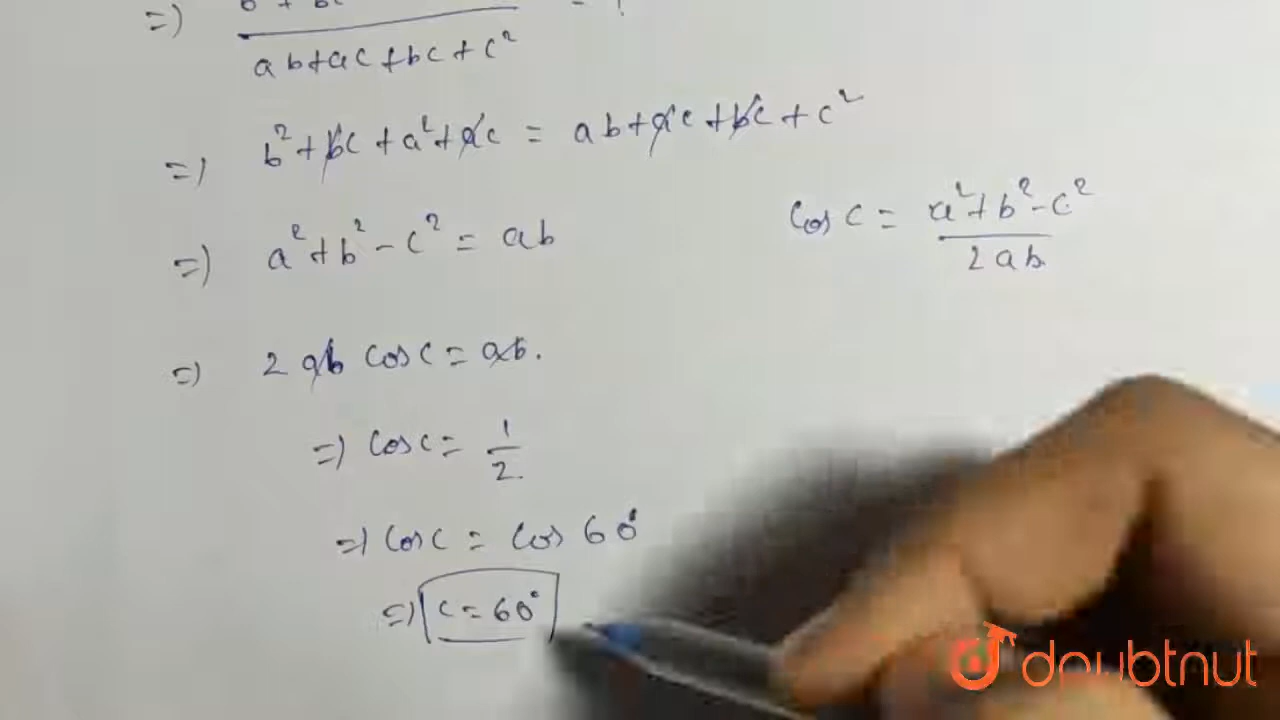 =)
ab+ac+bc+c²
=) b²+bc+a²+ac = ab+ac+bc+c²
=) a²+b²-c² = ab
Cos C = a²+b²-c² / 2ab
=) 2ab cos C = ab.
=) Cos C = 1/2.
=) Cos C = Cos 60°
=) C = 60°
doubtnut